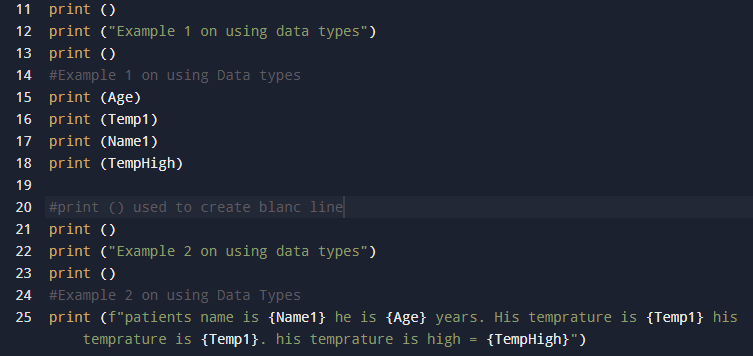 11 print ()
12 print ("Example 1 on using data types")
13 print ()
14 #Example 1 on using Data types
15 print (Age)
16 print (Temp1)
17 print (Name1)
18 print (TempHigh)
19
20 #print () used to create blanc line
21 print ()
22 print ("Example 2 on using data types")
23 print ()
24 #Example 2 on using Data Types
25 print (f"patients name is {Name1} he is {Age} years. His temprature is {Temp1} his
temprature is {Temp1}. his temprature is high = {TempHigh}")